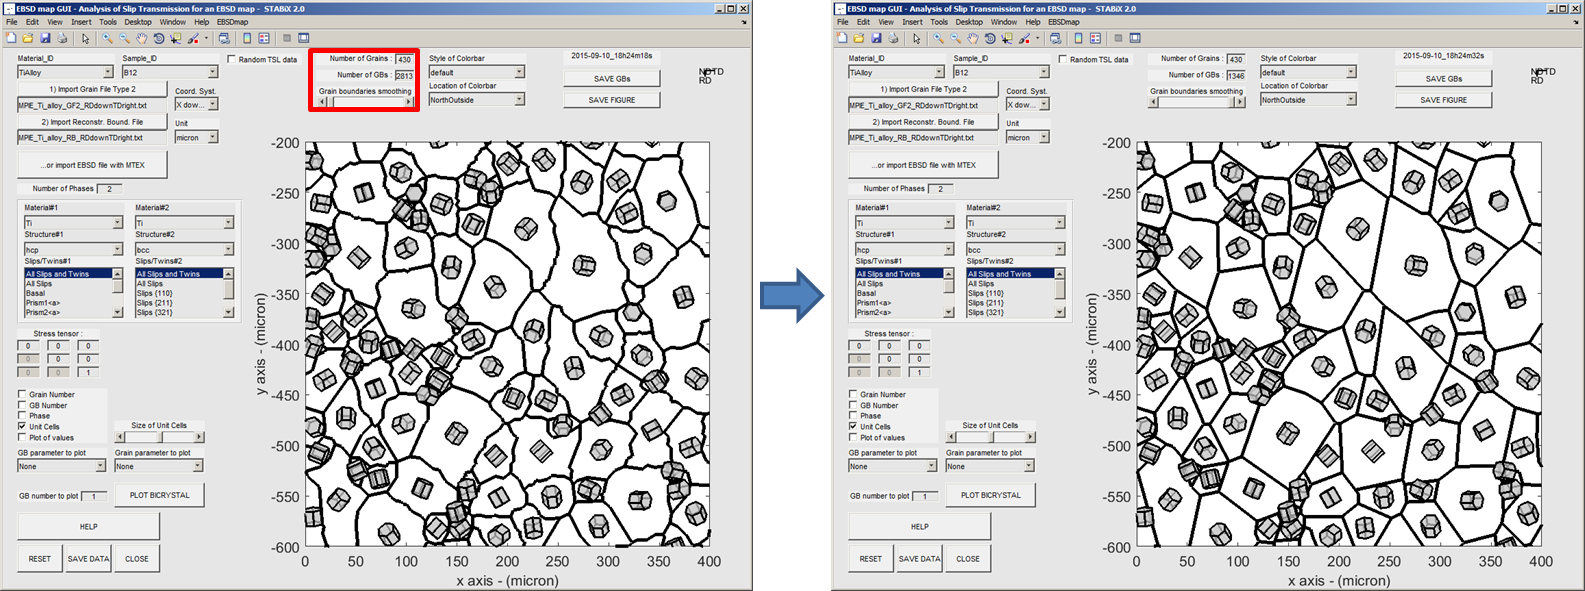 EBSD map GUI - Analysis of Slip Transmission for an EBSD map - STABiX 2.0
File Edit View Insert Tools Desktop Window Help EBSDmap
Material_ID
TiAlloy
Sample_ID
B12
Random TSL data
Number of Grains : 430
Number of GBs : 2813
Grain boundaries smoothing
Style of Colorbar
default
Location of Colorbar
NorthOutside
2015-09-10_18h24m18s
SAVE GBs
SAVE FIGURE
TD
RD
1) Import Grain File Type 2
MPIE_Ti_alloy_GF2_RDdownTDright.txt
2) Import Reconstr. Bound. File
MPIE_Ti_alloy_RB_RDdownTDright.txt
Coord. Syst.
X dow...
Unit
micron
...or import EBSD file with MTEX
Number of Phases 2
Material#1 Material#2
Ti Ti
Structure#1 Structure#2
hcp bcc
Slips/Twins#1 Slips/Twins#2
All Slips and Twins All Slips and Twins
All Slips All Slips
Basal Slips {110}
Prism1<a> Slips {211}
Prism2<a> Slips {321}
Stress tensor :
0 0 0
0 0 0
0 0 1
Grain Number
GB Number
Phase
Unit Cells
Plot of values
Size of Unit Cells
GB parameter to plot Grain parameter to plot
None None
GB number to plot 1 PLOT BICRYSTAL
HELP
RESET SAVE DATA CLOSE
-200
-250
-300
-350
-400
-450
-500
-550
-600
y axis - (micron)
0 50 100 150 200 250 300 350 400
x axis - (micron)
EBSD map GUI - Analysis of Slip Transmission for an EBSD map - STABiX 2.0
File Edit View Insert Tools Desktop Window Help EBSDmap
Material_ID
TiAlloy
Sample_ID
B12
Random TSL data
Number of Grains : 430
Number of GBs : 1346
Grain boundaries smoothing
Style of Colorbar
default
Location of Colorbar
NorthOutside
2015-09-10_18h24m32s
SAVE GBs
SAVE FIGURE
TD
RD
1) Import Grain File Type 2
MPIE_Ti_alloy_GF2_RDdownTDright.txt
2) Import Reconstr. Bound. File
MPIE_Ti_alloy_RB_RDdownTDright.txt
Coord. Syst.
X dow...
Unit
micron
...or import EBSD file with MTEX
Number of Phases 2
Material#1 Material#2
Ti Ti
Structure#1 Structure#2
hcp bcc
Slips/Twins#1 Slips/Twins#2
All Slips and Twins All Slips and Twins
All Slips All Slips
Basal Slips {110}
Prism1<a> Slips {211}
Prism2<a> Slips {321}
Stress tensor :
0 0 0
0 0 0
0 0 1
Grain Number
GB Number
Phase
Unit Cells
Plot of values
Size of Unit Cells
GB parameter to plot Grain parameter to plot
None None
GB number to plot 1 PLOT BICRYSTAL
HELP
RESET SAVE DATA CLOSE
-200
-250
-300
-350
-400
-450
-500
-550
-600
y axis - (micron)
0 50 100 150 200 250 300 350 400
x axis - (micron)